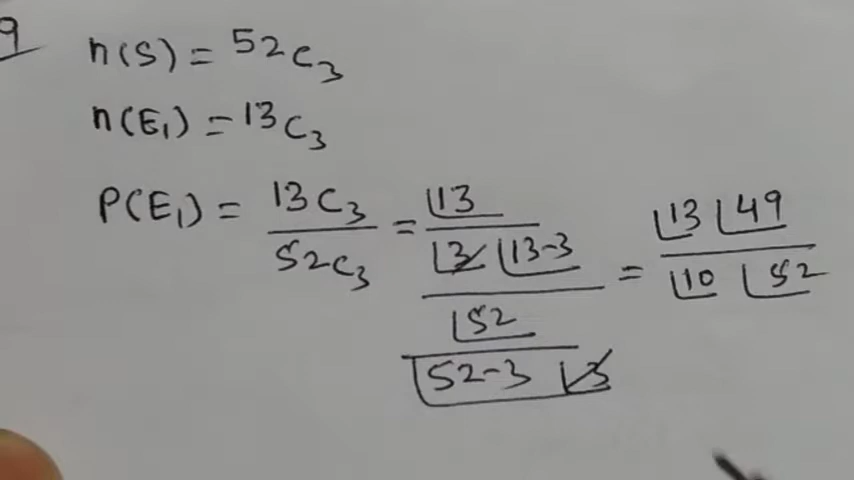 9
n(S) = 52C3
n(E1) = 13C3
P(E1) = 13C3 / 52C3 = (⌊13 / ⌊3 ⌊13-3) / (⌊52 / ⌊52-3 ⌊3) = ⌊13 ⌊49 / ⌊10 ⌊52